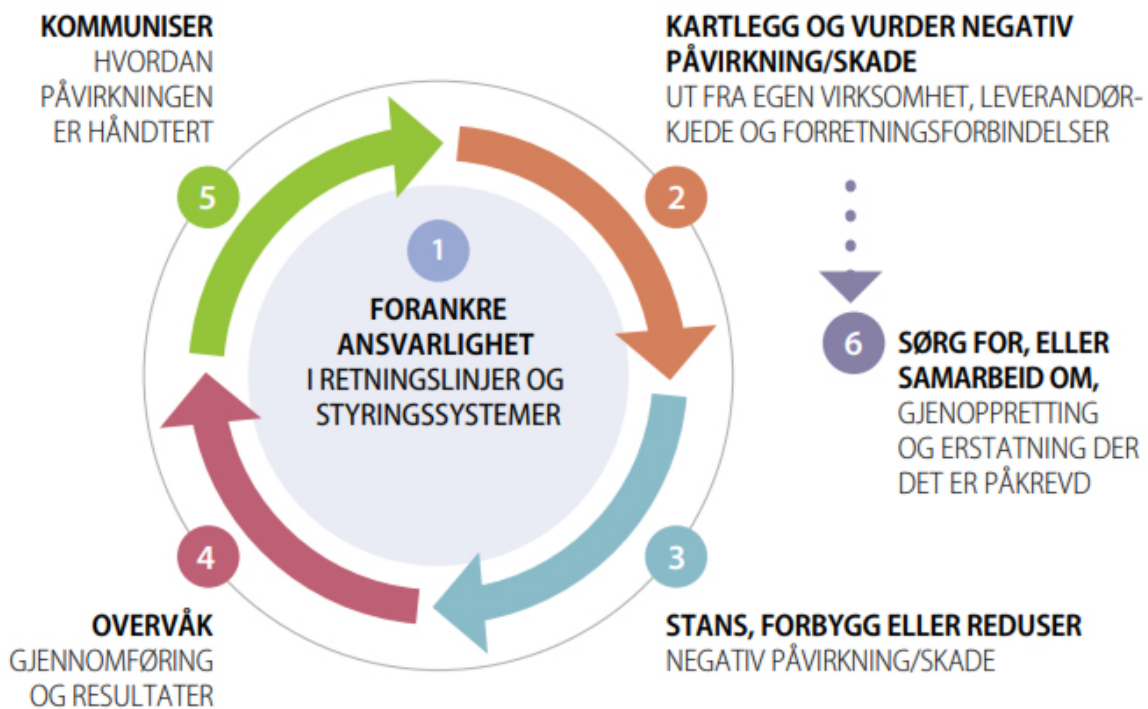 KOMMUNISER
HVORDAN
PÅVIRKNINGEN
ER HÅNDTERT
5
KARTLEGG OG VURDER NEGATIV
PÅVIRKNING/SKADE
UT FRA EGEN VIRKSOMHET, LEVERANDØR-
KJEDE OG FORRETNINGSFORBINDELSER
2
1
FORANKRE
ANSVARLIGHET
I RETNINGSLINJER OG
STYRINGSSYSTEMER
6
SØRG FOR, ELLER
SAMARBEID OM,
GJENOPPRETTING
OG ERSTATNING DER
DET ER PÅKREVD
4
OVERVÅK
GJENNOMFØRING
OG RESULTATER
3
STANS, FORBYGG ELLER REDUSER
NEGATIV PÅVIRKNING/SKADE